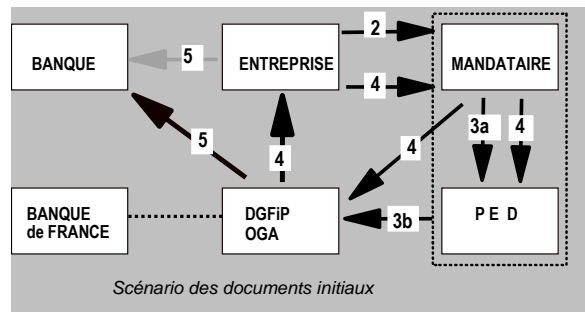 2
5
BANQUE
ENTREPRISE
MANDATAIRE
4
3a
4
4
5
4
BANQUE
de FRANCE
DGFiP
OGA
P E D
3b
Scénario des documents initiaux